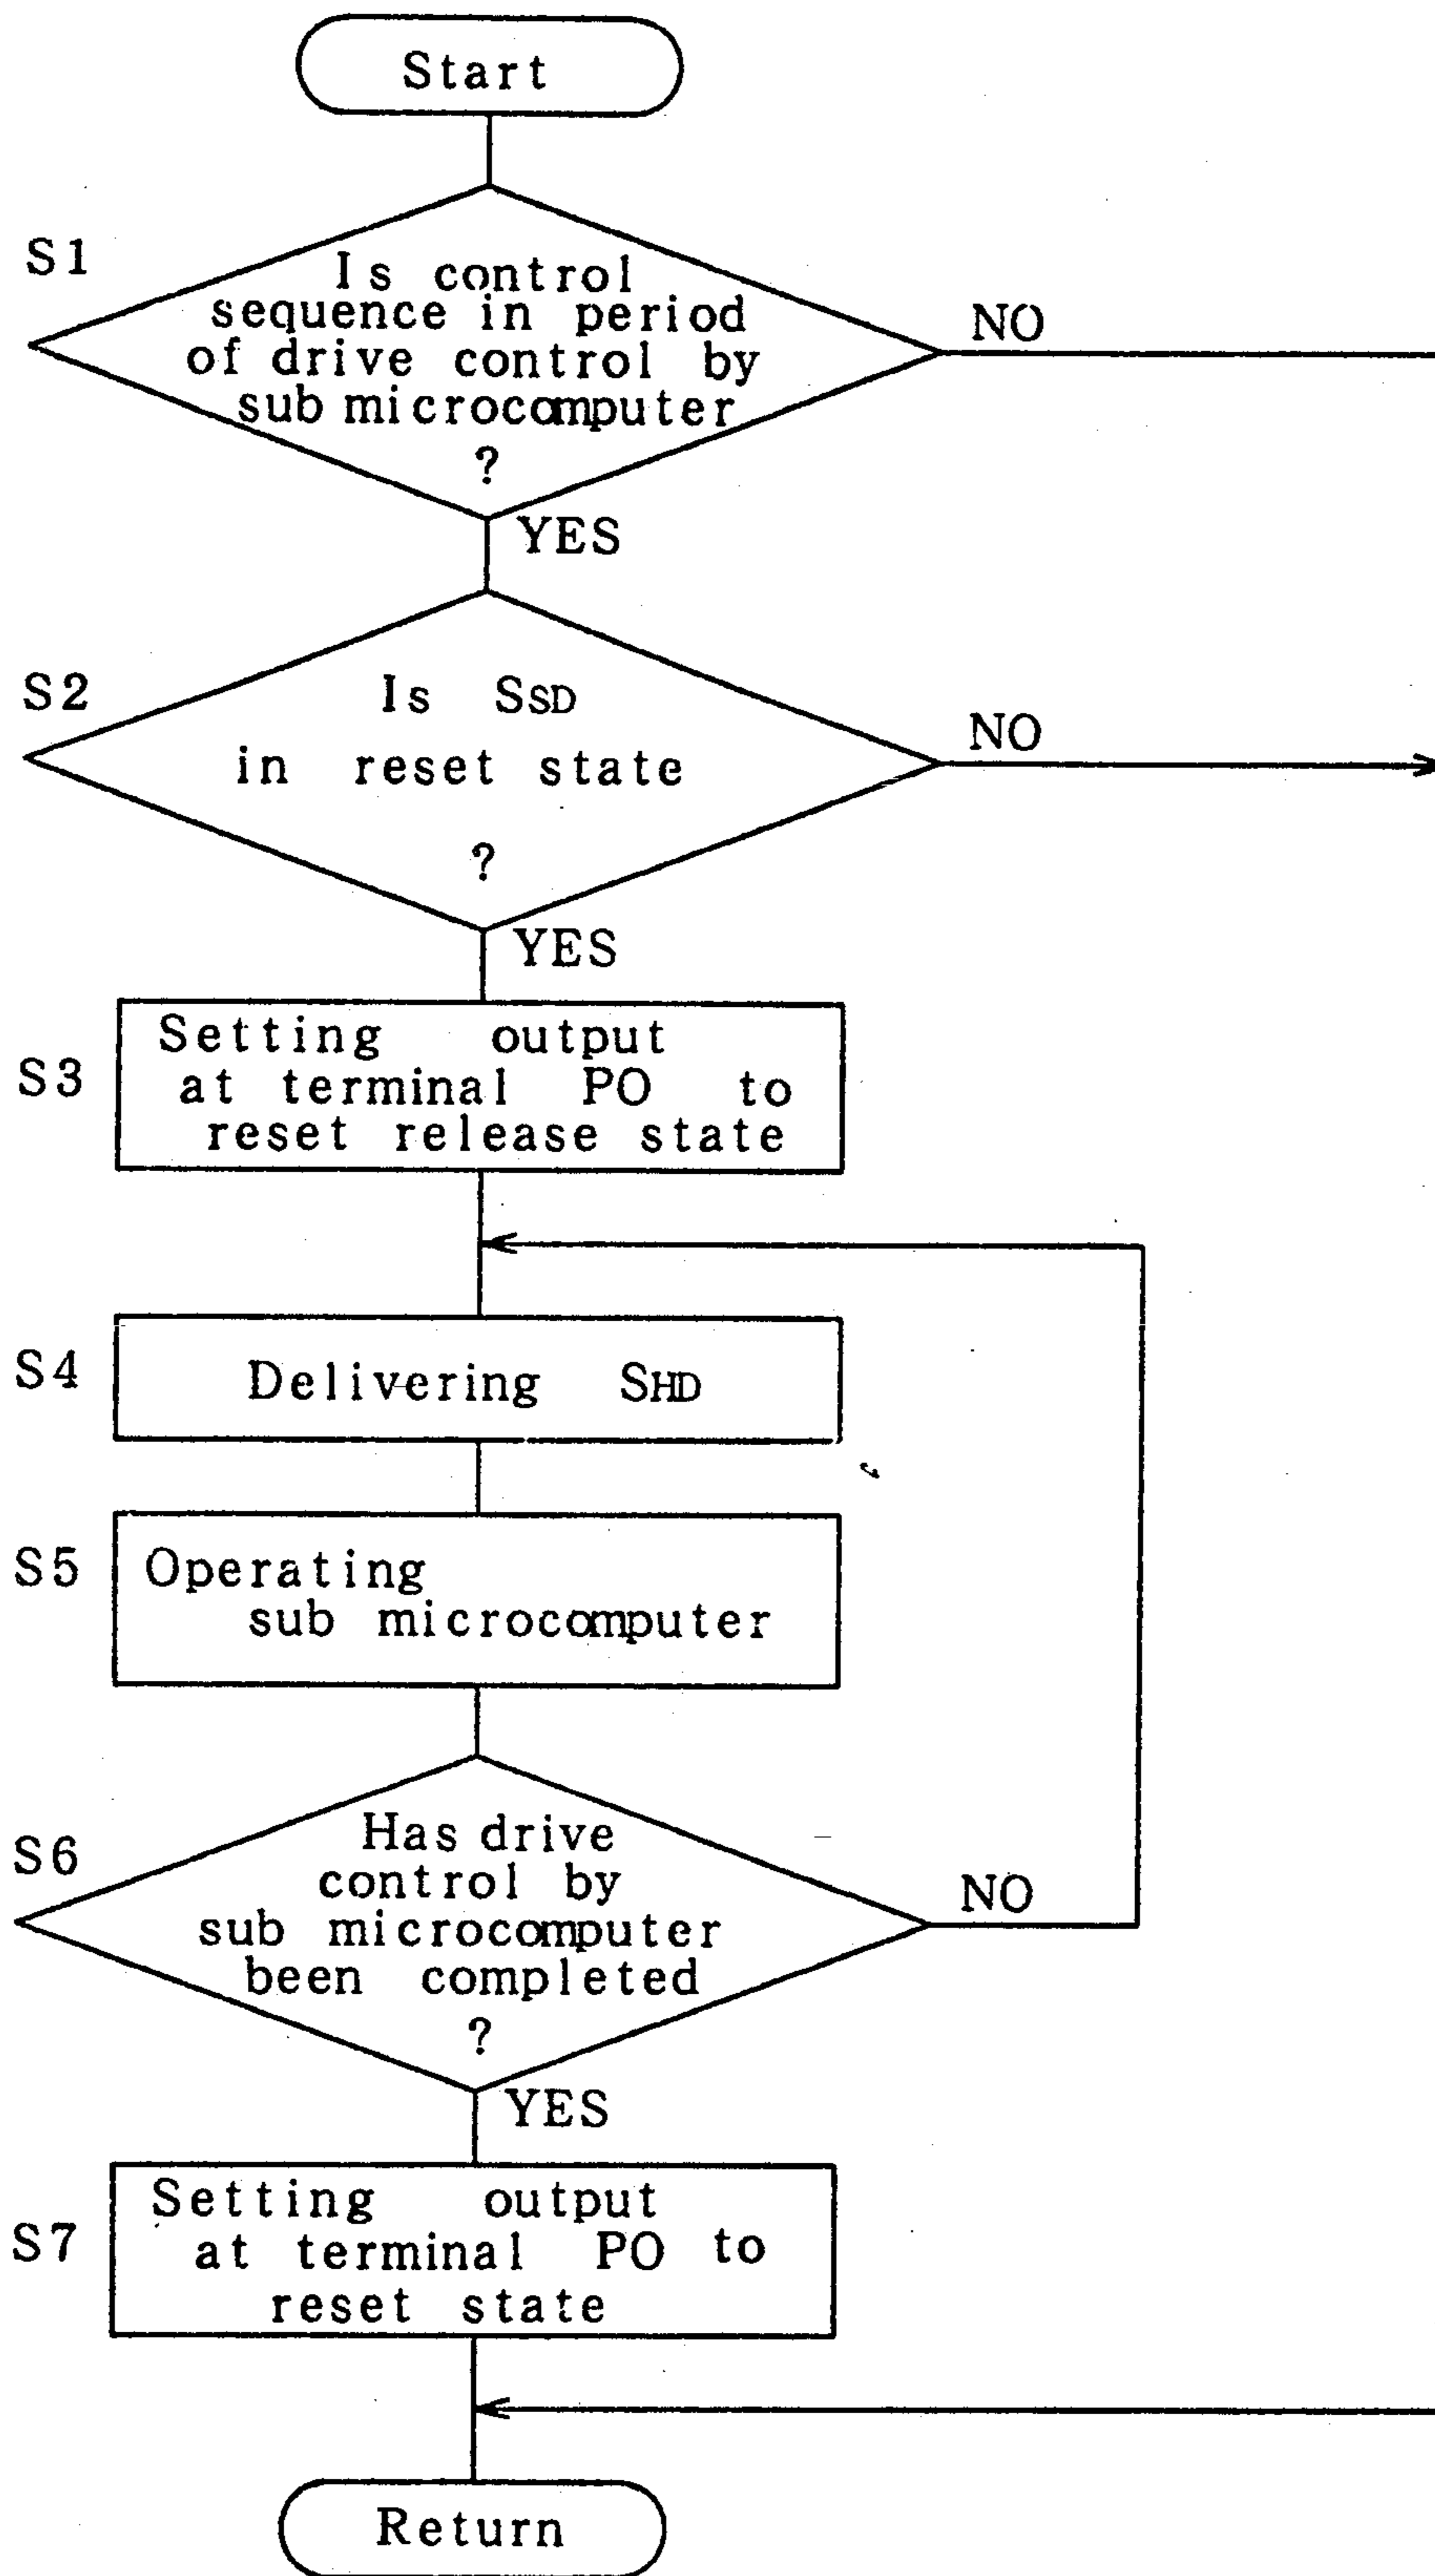 Start
S1
Is control
sequence in period
of drive control by
sub microcomputer
?
NO
YES
S2
Is SSD
in reset state
?
NO
YES
S3
Setting output
at terminal PO to
reset release state
S4
Delivering SHD
S5
Operating
sub microcomputer
S6
Has drive
control by
sub microcomputer
been completed
?
NO
YES
S7
Setting output
at terminal PO to
reset state
Return